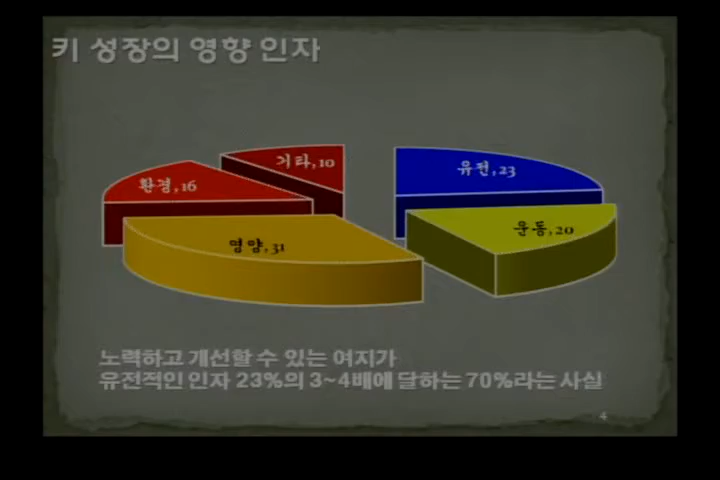 키 성장의 영향 인자
기타, 10
유전, 23
환경, 16
운동, 20
영양, 31
노력하고 개선할 수 있는 여지가
유전적인 인자 23%의 3~4배에 달하는 70%라는 사실
4